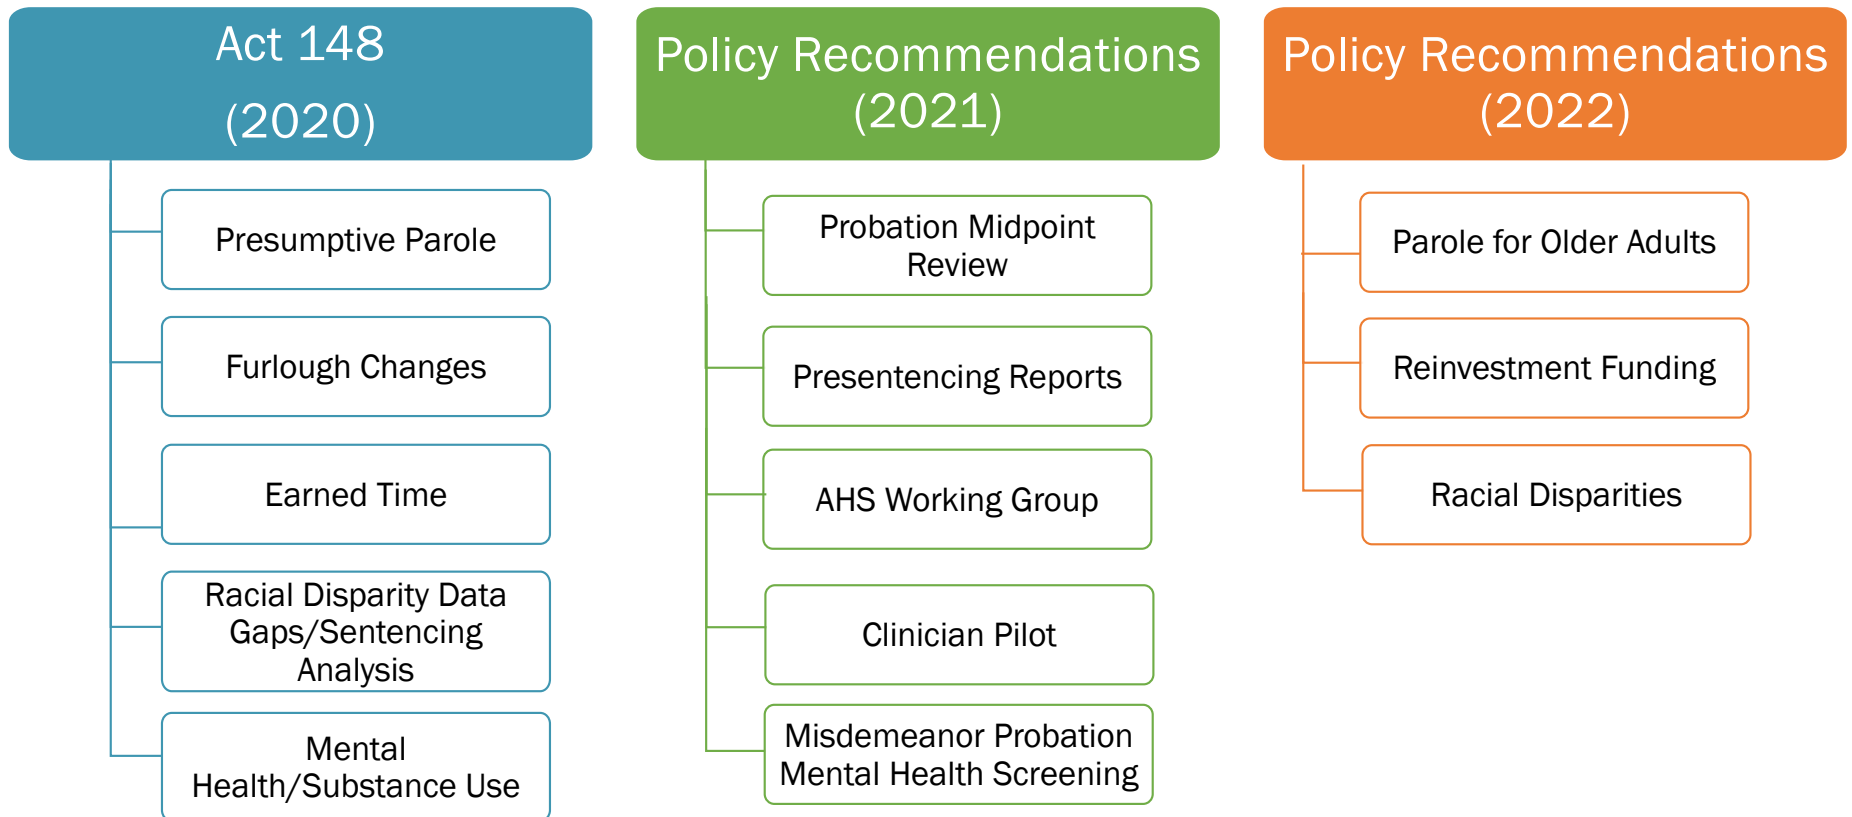 Act 148
(2020)
Presumptive Parole
Furlough Changes
Earned Time
Racial Disparity Data
Gaps/Sentencing
Analysis
Mental
Health/Substance Use
Policy Recommendations
(2021)
Probation Midpoint
Review
Presentencing Reports
AHS Working Group
Clinician Pilot
Misdemeanor Probation
Mental Health Screening
Policy Recommendations
(2022)
Parole for Older Adults
Reinvestment Funding
Racial Disparities